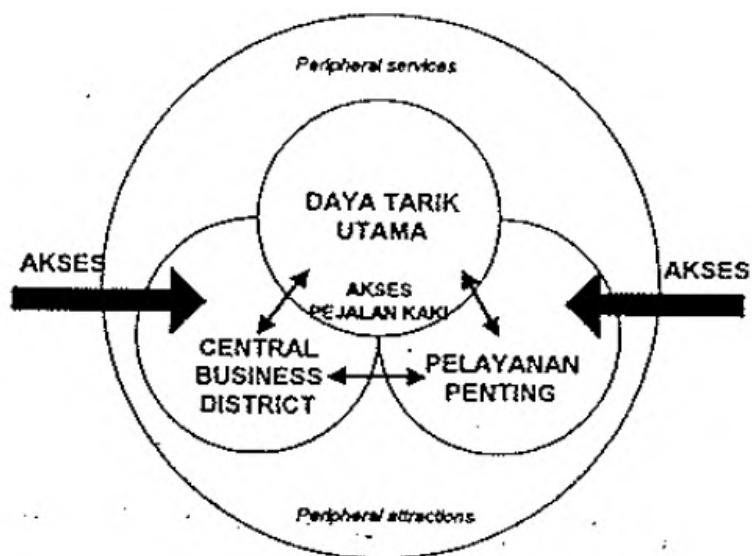 Peripheral services
DAYA TARIK
UTAMA
AKSES
AKSES
AKSES
PEJALAN KAKI
CENTRAL
BUSINESS
DISTRICT
PELAYANAN
PENTING
Peripheral attractions